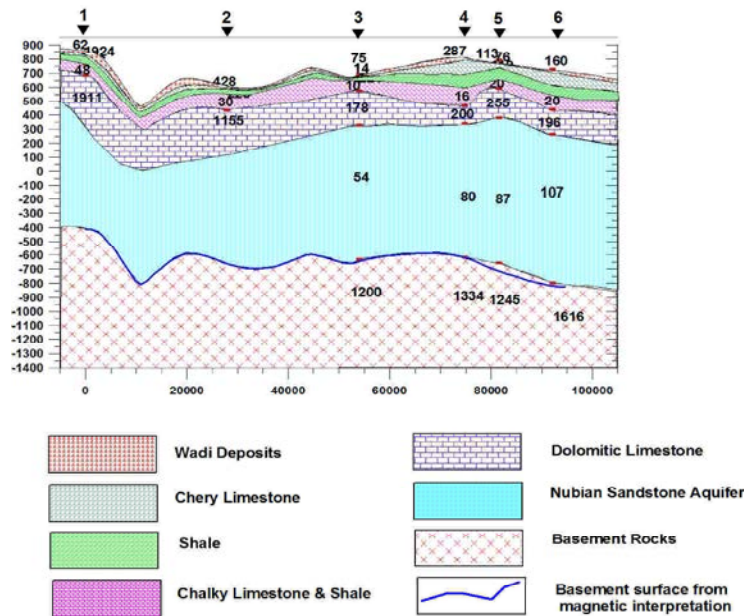 1 2 3 4 5 6
900
800
700
600
500
400
300
200
100
0
-100
-200
-300
-400
-500
-600
-700
-800
-900
-1000
-1100
-1200
-1300
-1400
62 1924 75 287 113 160
48 428 14
1911 30 10 16 20 20
1155 178 200 255 196
54 80 87 107
1200 1334 1245 1616
0 20000 40000 60000 80000 100000
Wadi Deposits
Chery Limestone
Shale
Chalky Limestone & Shale
Dolomitic Limestone
Nubian Sandstone Aquifer
Basement Rocks
Basement surface from
magnetic interpretation